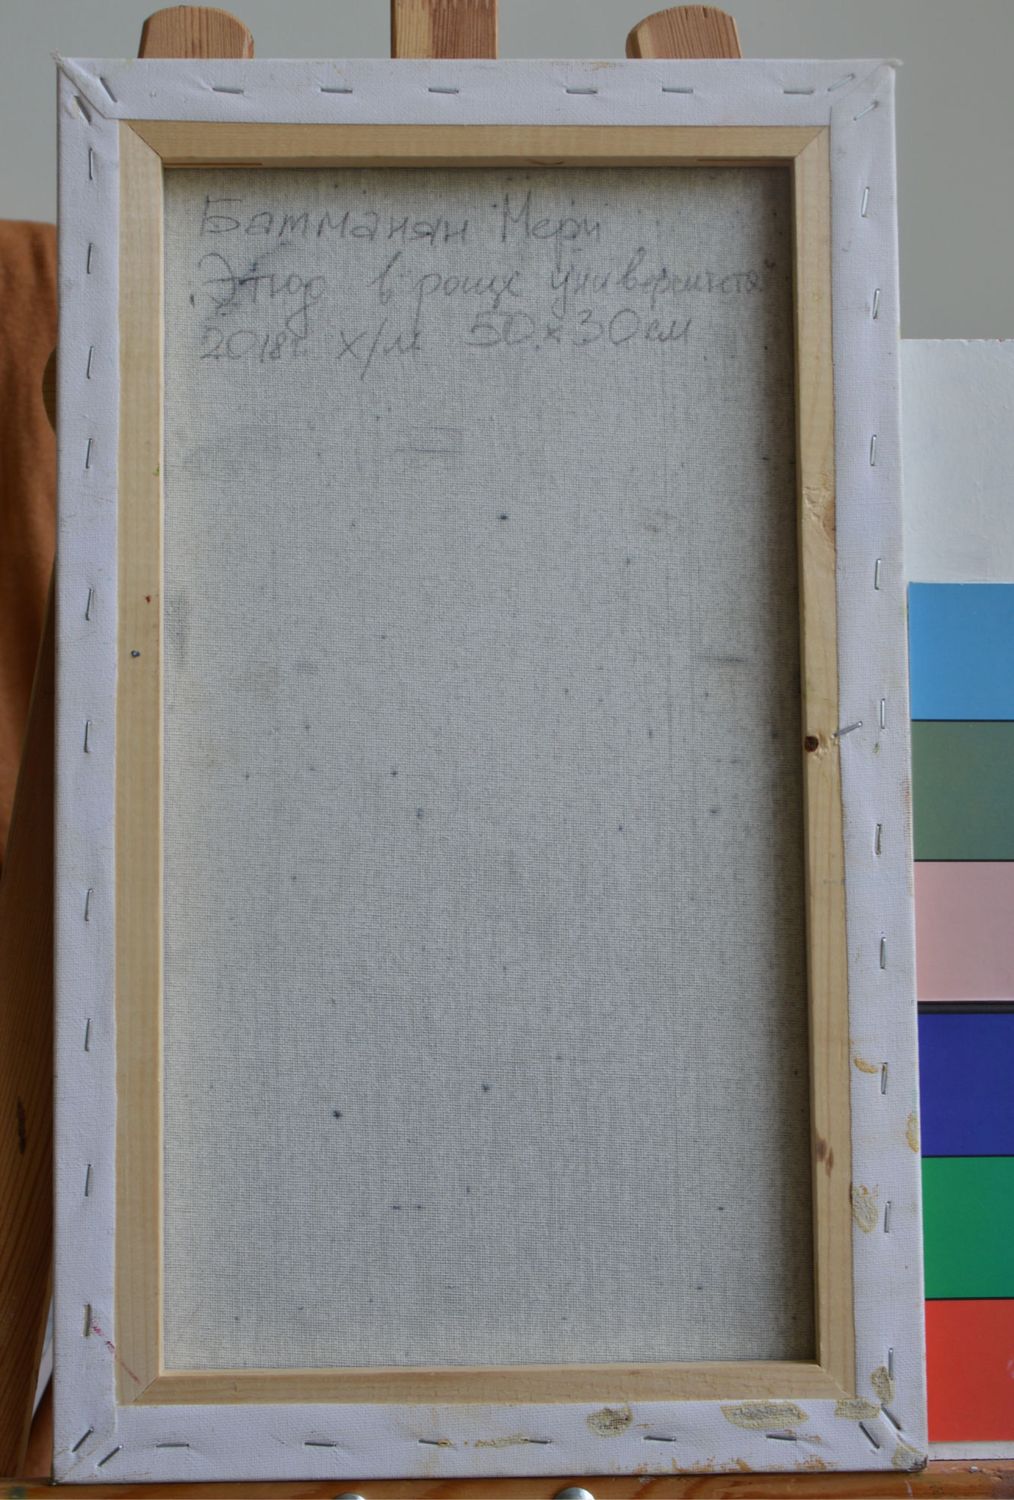 Батманян Мери
"Этюд в роще университета"
2018г. х/м 50×30см